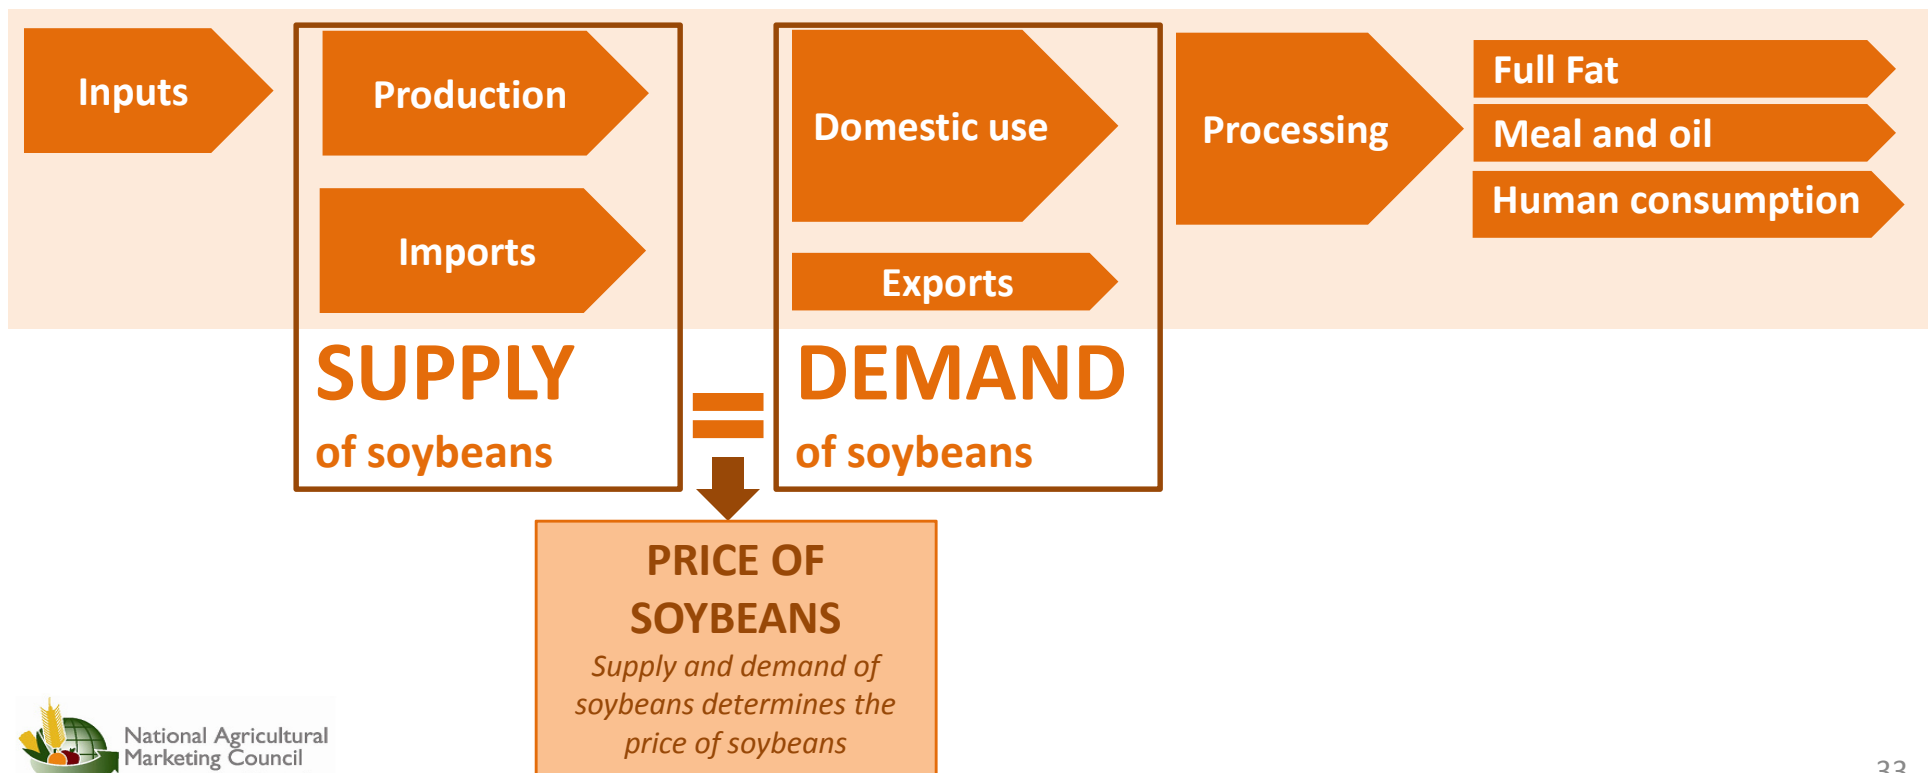 Inputs
Production
Imports
SUPPLY
of soybeans
Domestic use
Exports
DEMAND
of soybeans
Processing
Full Fat
Meal and oil
Human consumption
PRICE OF
SOYBEANS
Supply and demand of
soybeans determines the
price of soybeans
National Agricultural
Marketing Council
33